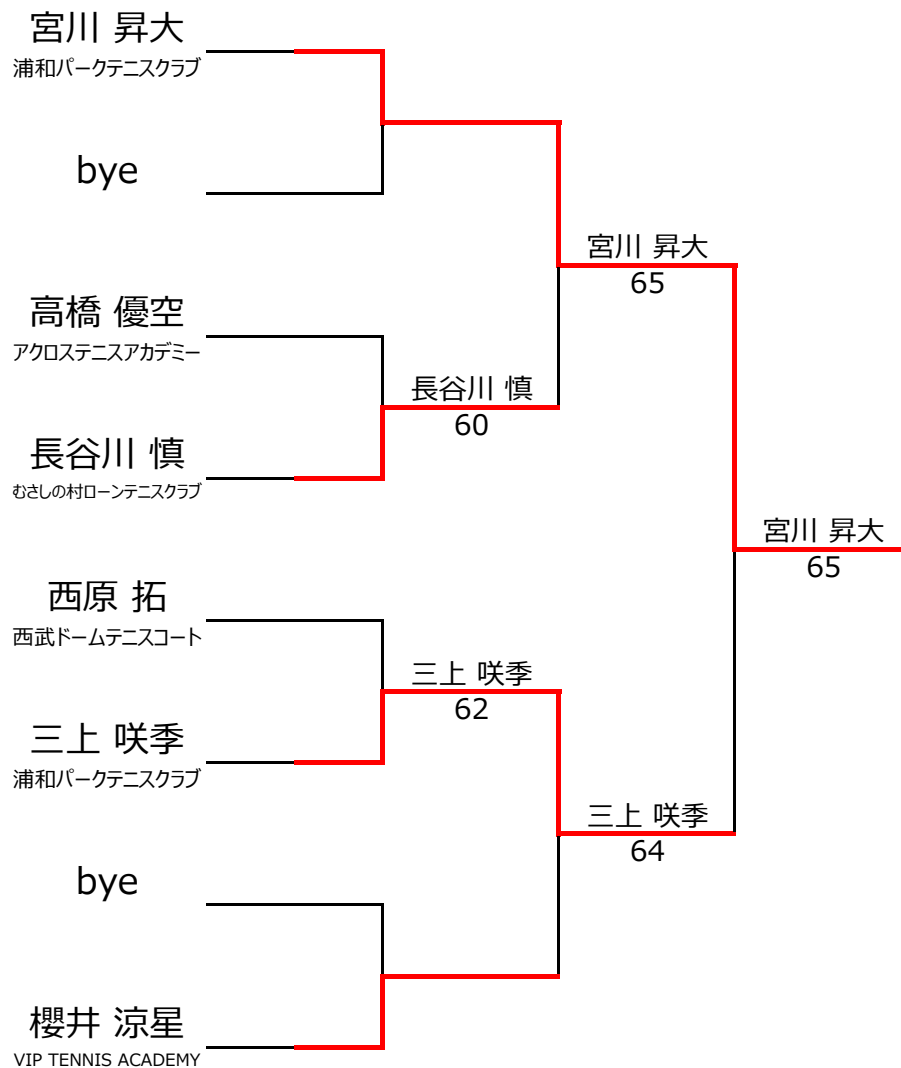 宮川 昇大
浦和パークテニスクラブ
bye
高橋 優空
アクロステニスアカデミー
長谷川 慎
むさしの村ローンテニスクラブ
西原 拓
西武ドームテニスコート
三上 咲季
浦和パークテニスクラブ
bye
櫻井 涼星
VIP TENNIS ACADEMY
長谷川 慎
60
三上 咲季
62
宮川 昇大
65
三上 咲季
64
宮川 昇大
65